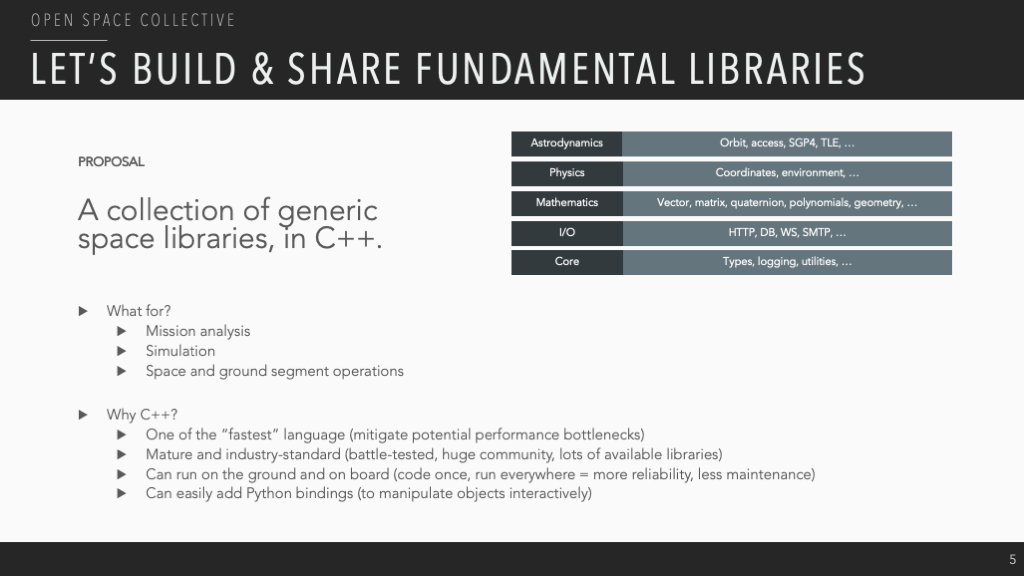 OPEN SPACE COLLECTIVE
LET'S BUILD & SHARE FUNDAMENTAL LIBRARIES
PROPOSAL
A collection of generic
space libraries, in C++.
Astrodynamics Orbit, access, SGP4, TLE, …
Physics Coordinates, environment, …
Mathematics Vector, matrix, quaternion, polynomials, geometry, …
I/O HTTP, DB, WS, SMTP, …
Core Types, logging, utilities, …
▶ What for?
▶ Mission analysis
▶ Simulation
▶ Space and ground segment operations
▶ Why C++?
▶ One of the “fastest” language (mitigate potential performance bottlenecks)
▶ Mature and industry-standard (battle-tested, huge community, lots of available libraries)
▶ Can run on the ground and on board (code once, run everywhere = more reliability, less maintenance)
▶ Can easily add Python bindings (to manipulate objects interactively)
5